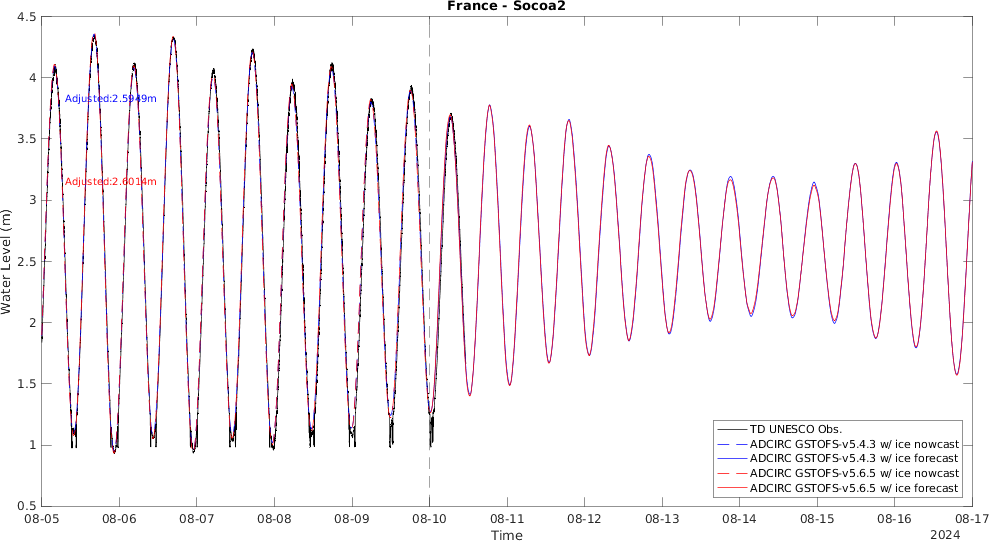 France - Socoa2
4.5
4
3.5
3
2.5
2
1.5
1
0.5
Water Level (m)
Adjusted:2.5949m
Adjusted:2.6014m
TD UNESCO Obs.
ADCIRC GSTOFS-v5.4.3 w/ ice nowcast
ADCIRC GSTOFS-v5.4.3 w/ ice forecast
ADCIRC GSTOFS-v5.6.5 w/ ice nowcast
ADCIRC GSTOFS-v5.6.5 w/ ice forecast
08-05 08-06 08-07 08-08 08-09 08-10 08-11 08-12 08-13 08-14 08-15 08-16 08-17
Time
2024